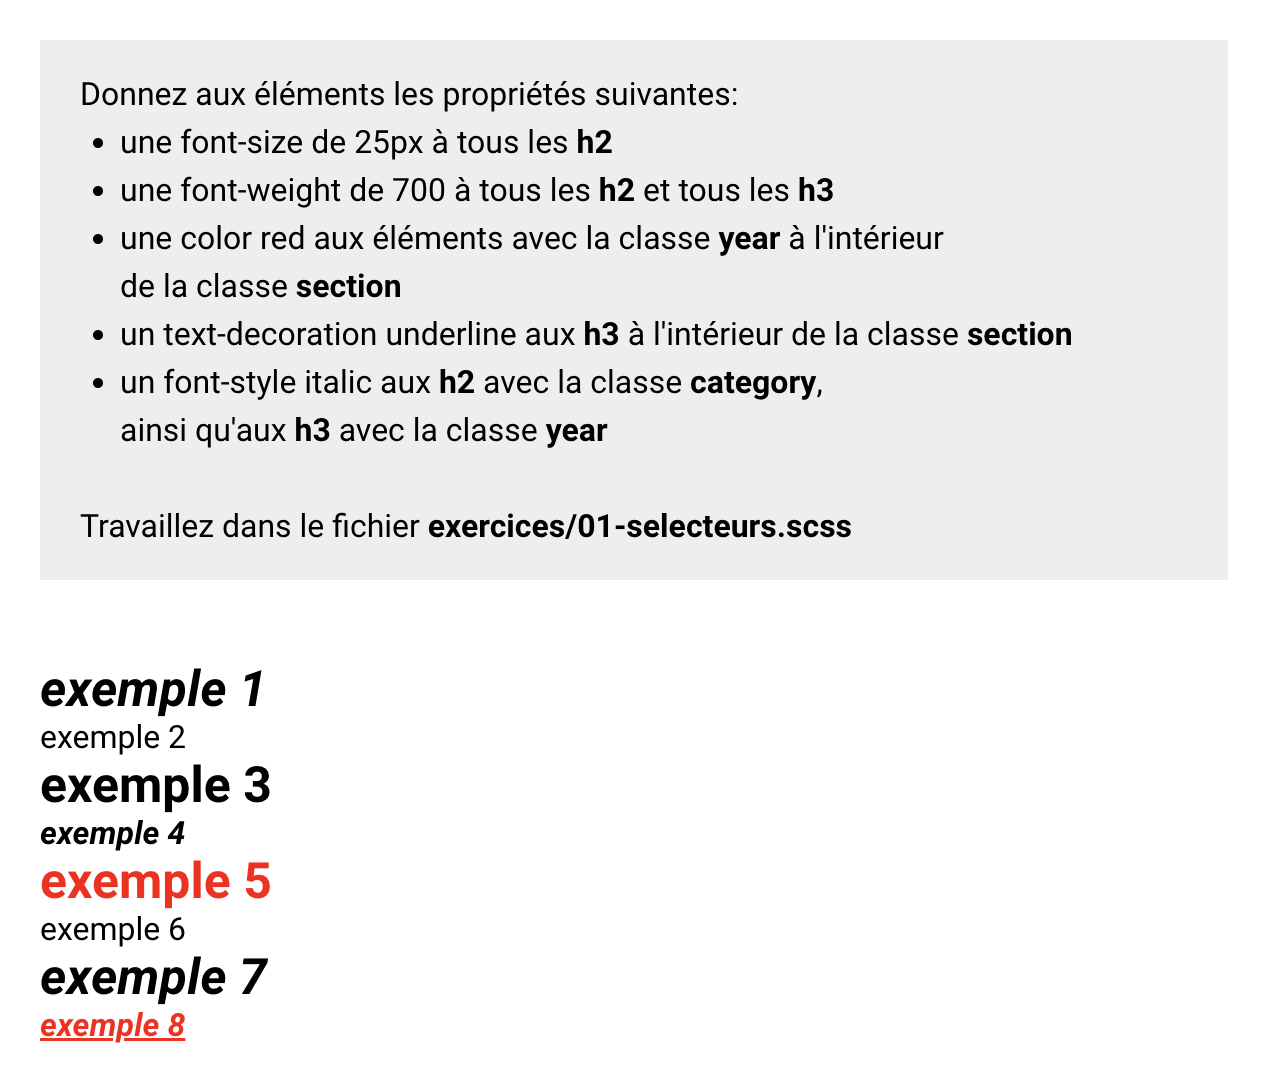 Donnez aux éléments les propriétés suivantes:
• une font-size de 25px à tous les h2
• une font-weight de 700 à tous les h2 et tous les h3
• une color red aux éléments avec la classe year à l'intérieur
de la classe section
• un text-decoration underline aux h3 à l'intérieur de la classe section
• un font-style italic aux h2 avec la classe category,
ainsi qu'aux h3 avec la classe year
Travaillez dans le fichier exercices/01-selecteurs.scss
exemple 1
exemple 2
exemple 3
exemple 4
exemple 5
exemple 6
exemple 7
exemple 8